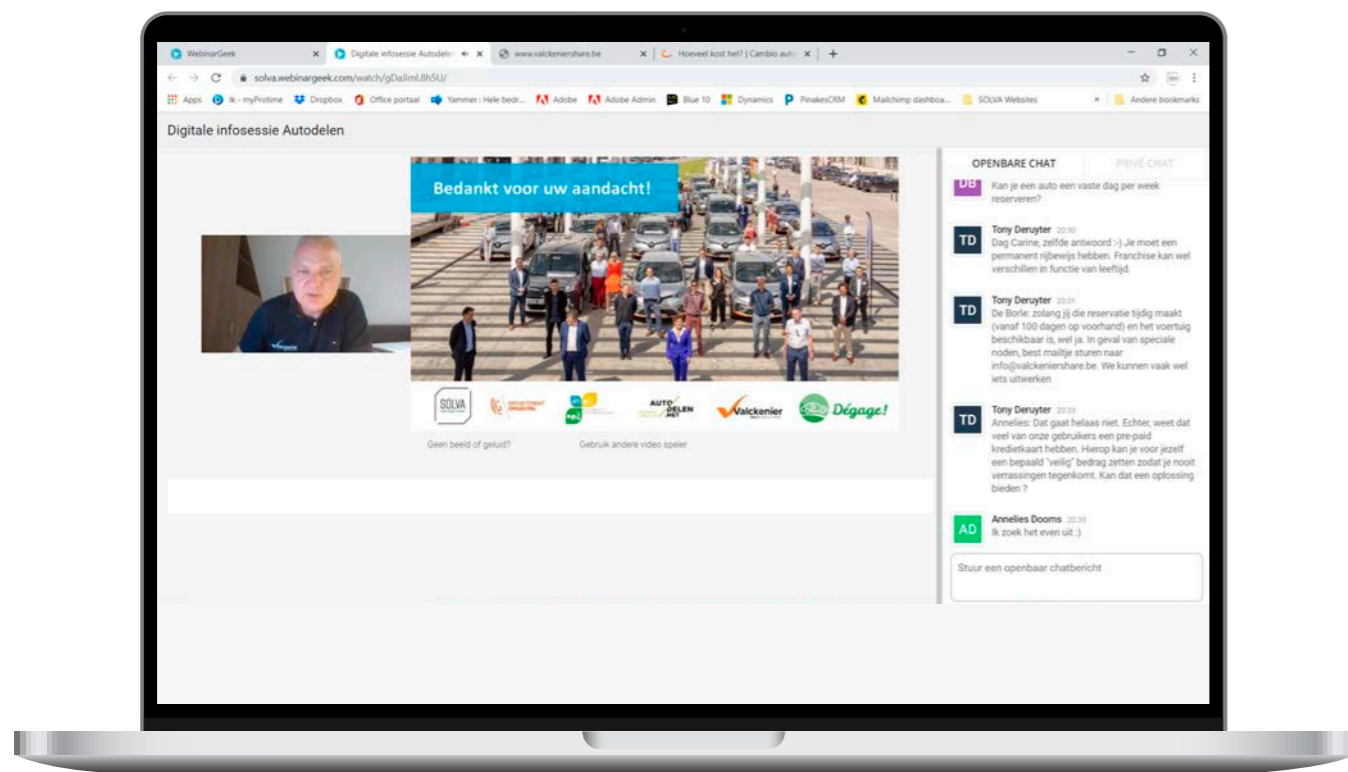 WebinarGeek
Digitale infosessie Autodele
www.valckeniershare.be
Hoeveel kost het? | Cambio aut
solva.webinargeek.com/watch/gDaJimL8h5U/
Apps
Ik - myProtime
Dropbox
Office portaal
Yammer : Hele bedr...
Adobe
Adobe Admin
Blue 10
Dynamics
PinakesCRM
Mailchimp dashboa...
SOLVA Websites
»
Andere bookmarks
Digitale infosessie Autodelen
Bedankt voor uw aandacht!
Valckenier
SOLVA
DEPARTEMENT
OMGEVING
AUTO
DELEN
.NET
Valckenier
Dégage!
Geen beeld of geluid?
Gebruik andere video speler
OPENBARE CHAT
PRIVÉ CHAT
DB
Kan je een auto een vaste dag per week
reserveren?
TD
Tony Deruyter 20:30
Dag Carine, zelfde antwoord :-) Je moet een
permanent rijbewijs hebben. Franchise kan wel
verschillen in functie van leeftijd.
TD
Tony Deruyter 20:31
De Borle: zolang jij die reservatie tijdig maakt
(vanaf 100 dagen op voorhand) en het voertuig
beschikbaar is, wel ja. In geval van speciale
noden, best mailtje sturen naar
info@valckeniershare.be. We kunnen vaak wel
iets uitwerken
TD
Tony Deruyter 20:33
Annelies: Dat gaat helaas niet. Echter, weet dat
veel van onze gebruikers een pre-paid
kredietkaart hebben. Hierop kan je voor jezelf
een bepaald "veilig" bedrag zetten zodat je nooit
verrassingen tegenkomt. Kan dat een oplossing
bieden ?
AD
Annelies Dooms 20:35
Ik zoek het even uit :)
Stuur een openbaar chatbericht